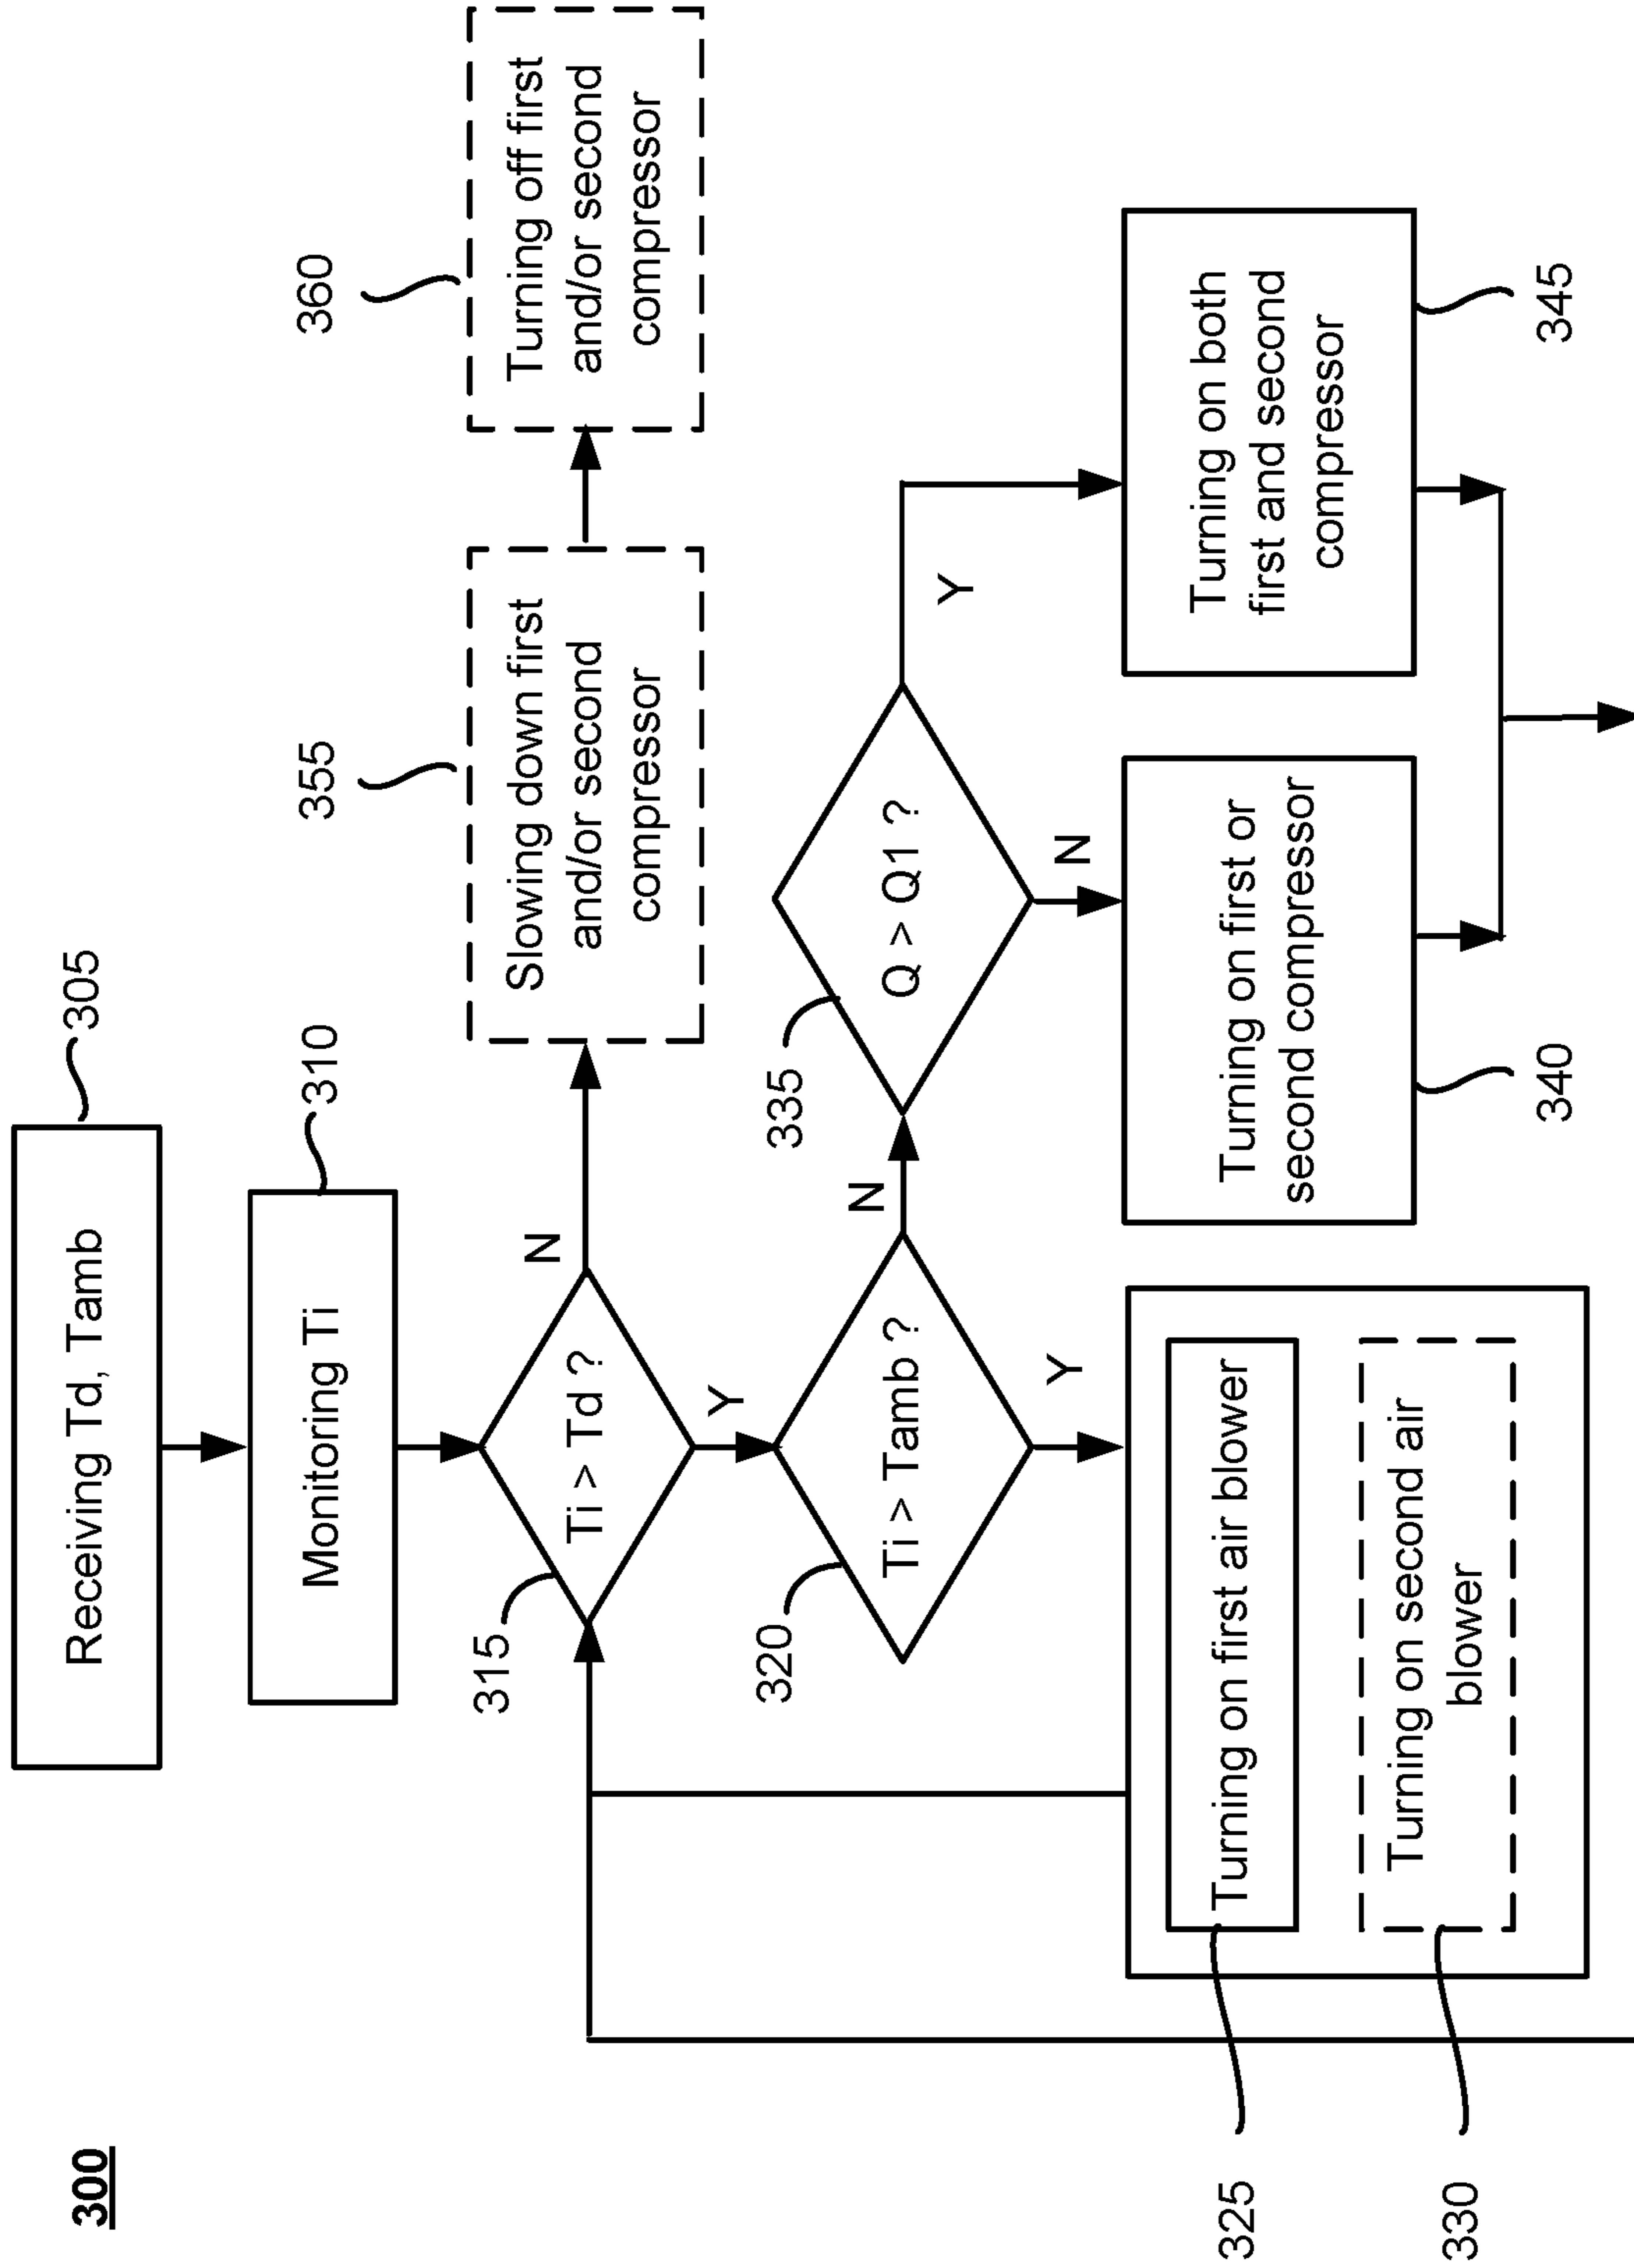 300
Receiving Td, Tamb
305
Monitoring Ti
310
315
Ti > Td ?
N
Y
Slowing down first
and/or second
compressor
355
Turning off first
and/or second
compressor
360
320
Ti > Tamb ?
N
Y
335
Q > Q1 ?
Y
N
325
Turning on first air blower
330
Turning on second air
blower
Turning on first or
second compressor
340
Turning on both
first and second
compressor
345